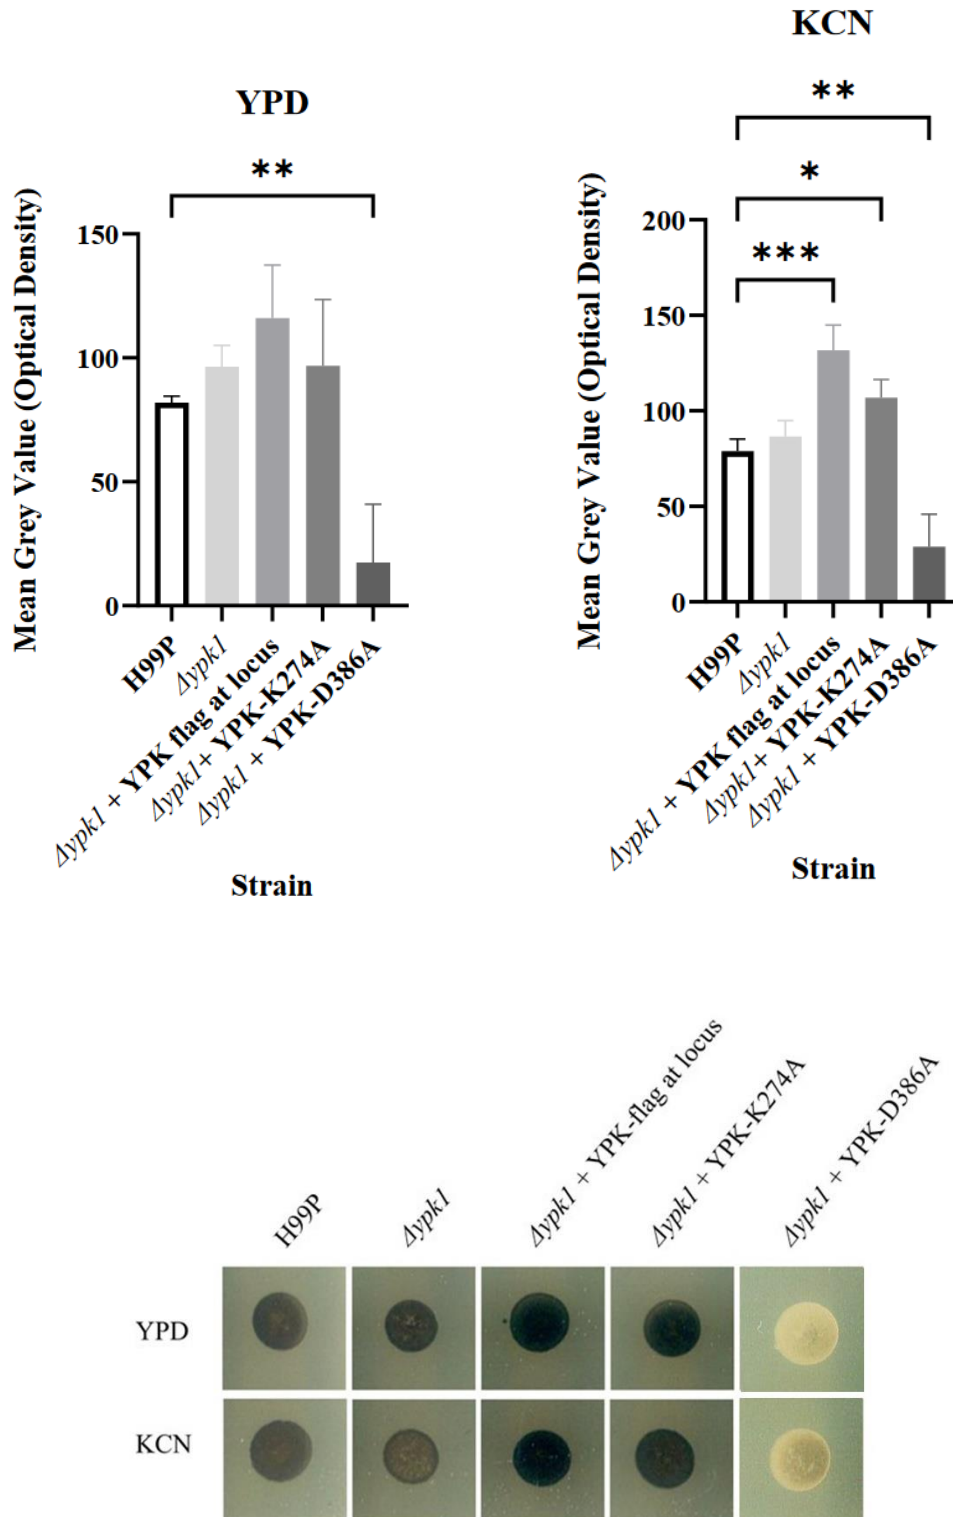 YPD
**
Mean Grey Value (Optical Density)
150
100
50
0
H99P
Δypk1
Δypk1 + YPK flag at locus
Δypk1+ YPK-K274A
Δypk1 + YPK-D386A
Strain
KCN
**
*
***
Mean Grey Value (Optical Density)
200
150
100
50
0
H99P
Δypk1
Δypk1 + YPK flag at locus
Δypk1+ YPK-K274A
Δypk1 + YPK-D386A
Strain
H99P
Δypk1
Δypk1 + YPK-flag at locus
Δypk1 + YPK-K274A
Δypk1 + YPK-D386A
YPD
KCN